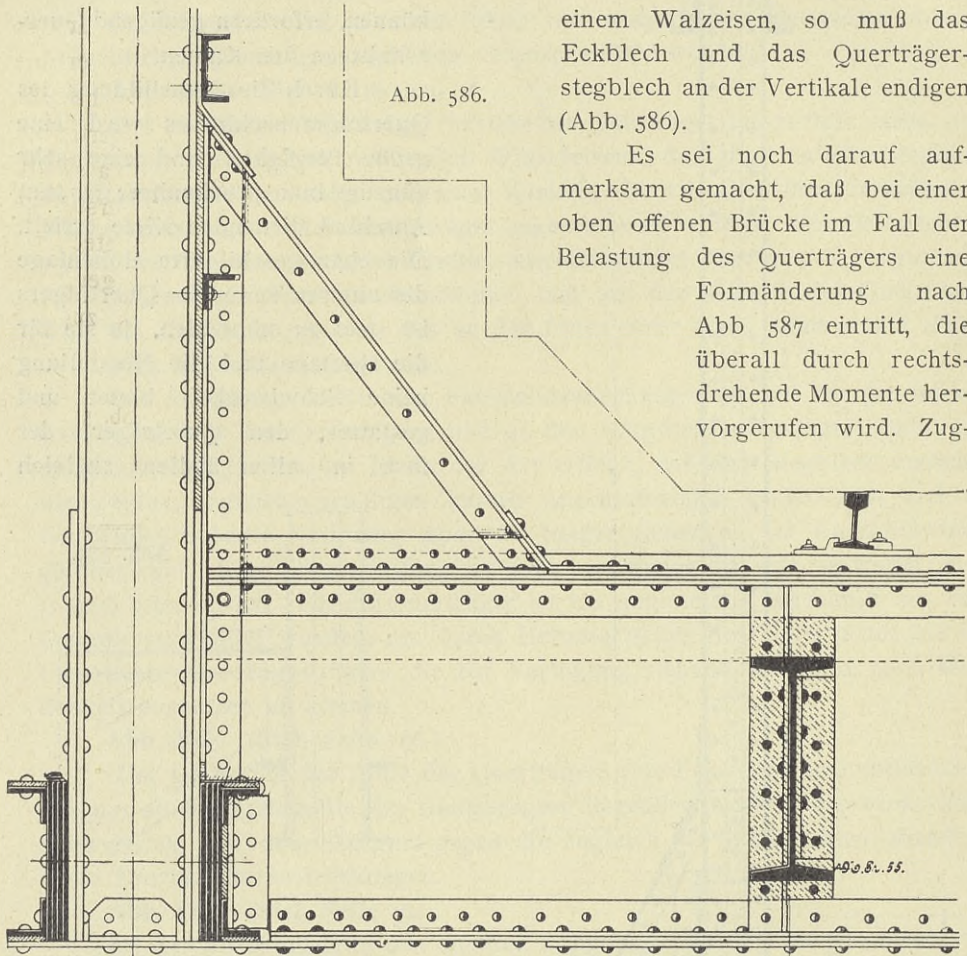 einem Walzeisen, so muß das
Eckblech und das Querträger-
stegblech an der Vertikale endigen
(Abb. 586).
Abb. 586.
Es sei noch darauf auf-
merksam gemacht, daß bei einer
oben offenen Brücke im Fall der
Belastung des Querträgers eine
Formänderung nach
Abb 587 eintritt, die
überall durch rechts-
drehende Momente her-
vorgerufen wird. Zug-